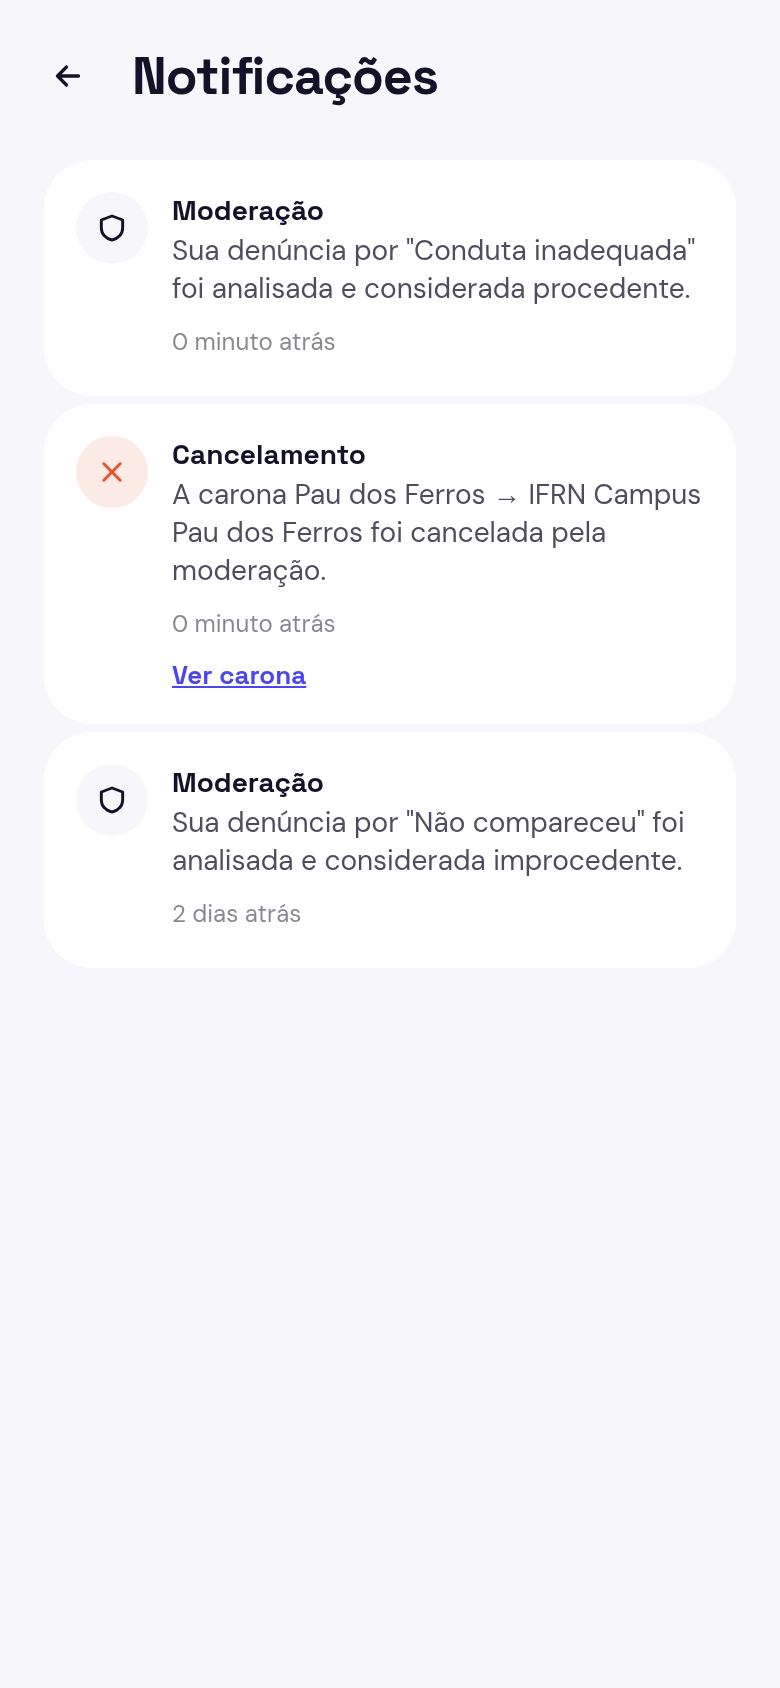 Notificações
Moderação
Sua denúncia por "Conduta inadequada"
foi analisada e considerada procedente.
0 minuto atrás
Cancelamento
A carona Pau dos Ferros → IFRN Campus
Pau dos Ferros foi cancelada pela
moderação.
0 minuto atrás
Ver carona
Moderação
Sua denúncia por "Não compareceu" foi
analisada e considerada improcedente.
2 dias atrás